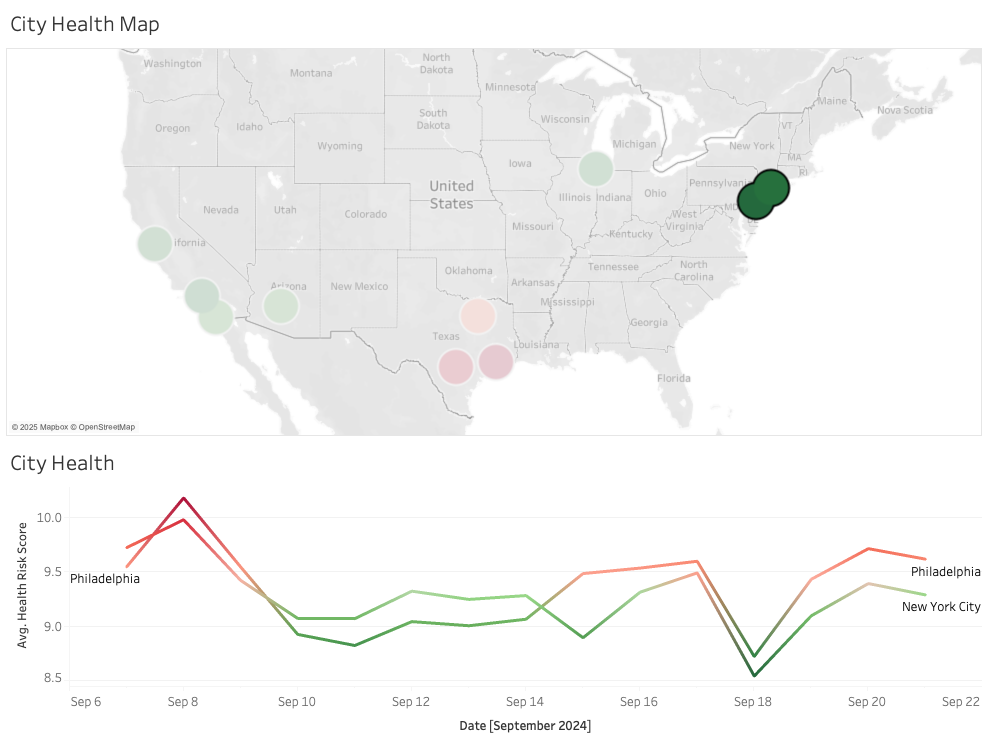 City Health Map
Washington
Montana
North
Dakota
Minnesota
Maine
Nova Scotia
Oregon
Idaho
South
Dakota
Wisconsin
Michigan
VT
Wyoming
New York
MA
Iowa
RI
United
States
Pennsylvani
Nevada
Utah
Colorado
Illinois
Indiana
Ohio
MD
DE
Missouri
West
Virginia
ifornia
Kentucky
Arizona
New Mexico
Oklahoma
Arkansas
Tennessee
North
Carolina
Mississippi
Georgia
Texas
Louisiana
Florida
© 2025 Mapbox © OpenStreetMap
City Health
Avg. Health Risk Score
10.0
9.5
9.0
8.5
Philadelphia
Philadelphia
New York City
Sep 6
Sep 8
Sep 10
Sep 12
Sep 14
Sep 16
Sep 18
Sep 20
Sep 22
Date [September 2024]